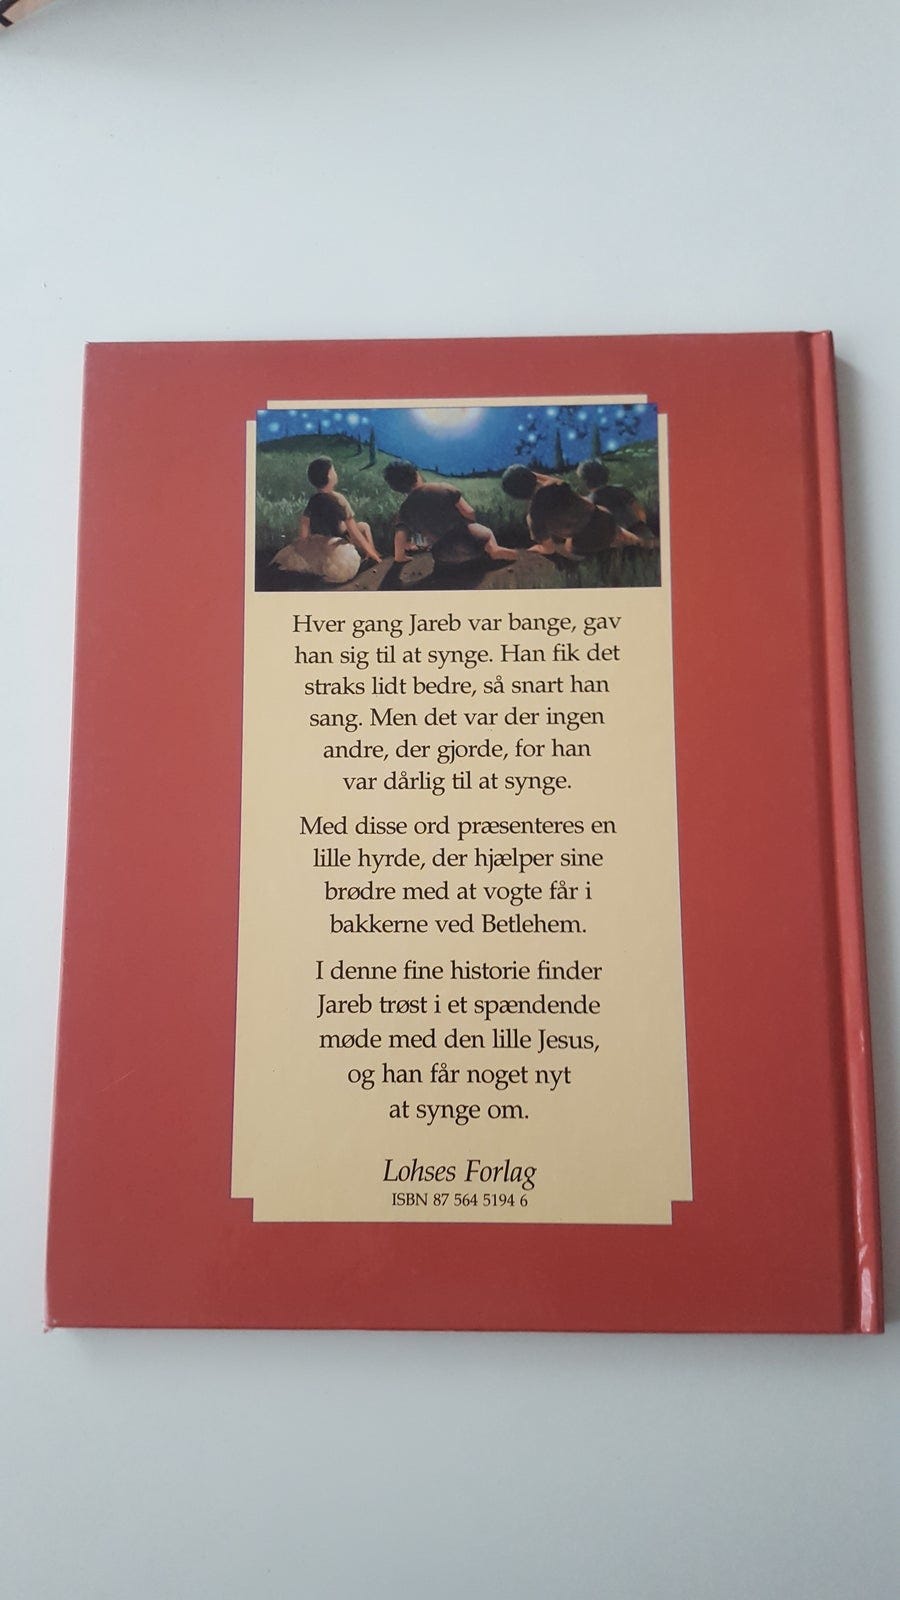 Hver gang Jareb var bange, gav
han sig til at synge. Han fik det
straks lidt bedre, så snart han
sang. Men det var der ingen
andre, der gjorde, for han
var dårlig til at synge.
Med disse ord præsenteres en
lille hyrde, der hjælper sine
brødre med at vogte får i
bakkerne ved Betlehem.
I denne fine historie finder
Jareb trøst i et spændende
møde med den lille Jesus,
og han får noget nyt
at synge om.
Lohses Forlag
ISBN 87 564 5194 6